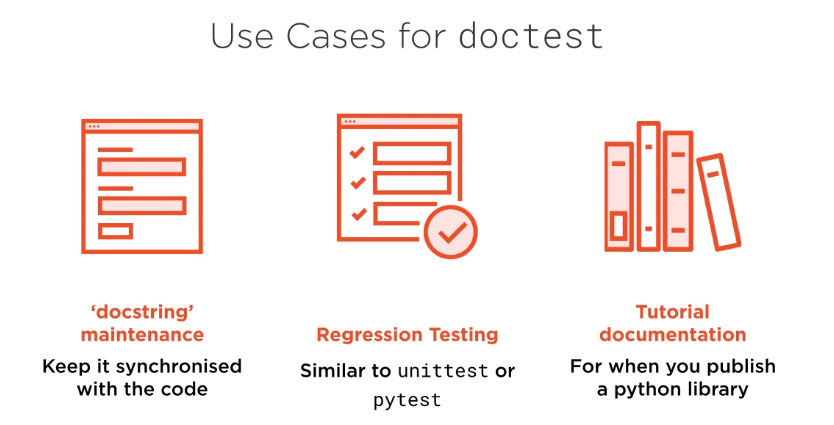 Use Cases for doctest
‘docstring’
maintenance
Keep it synchronised
with the code
Regression Testing
Similar to unittest or
pytest
Tutorial
documentation
For when you publish
a python library